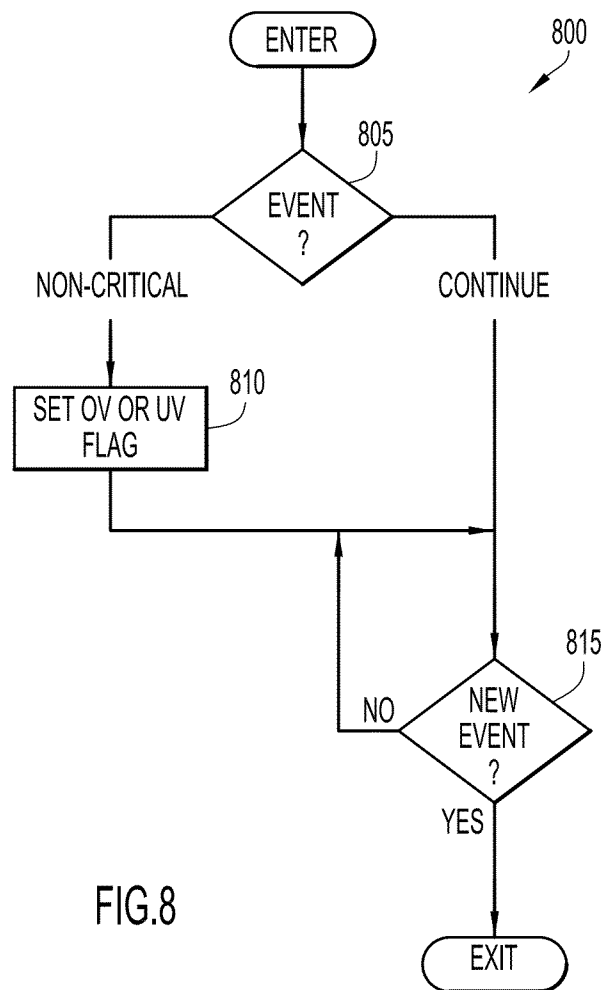 ENTER
800
805
EVENT
?
NON-CRITICAL
CONTINUE
810
SET OV OR UV
FLAG
815
NEW
EVENT
?
NO
YES
FIG.8
EXIT